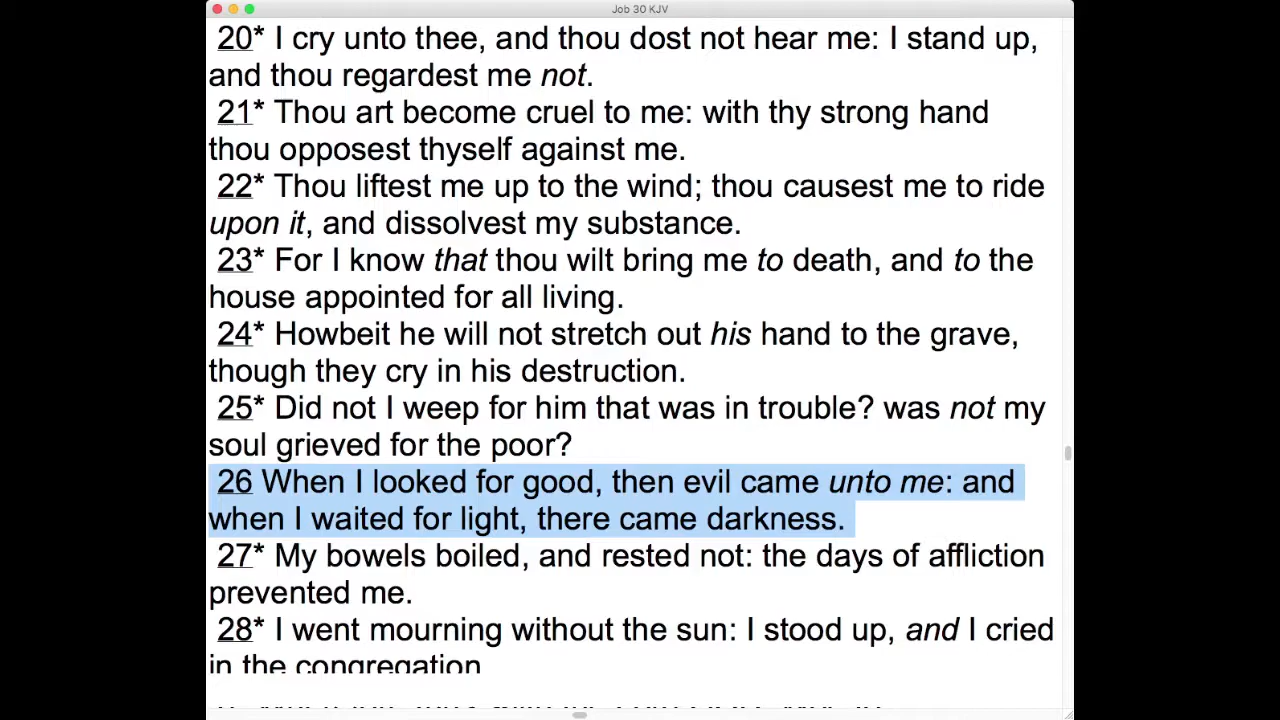 Job 30 KJV
20* I cry unto thee, and thou dost not hear me: I stand up,
and thou regardest me not.
21* Thou art become cruel to me: with thy strong hand
thou opposest thyself against me.
22* Thou liftest me up to the wind; thou causest me to ride
upon it, and dissolvest my substance.
23* For I know that thou wilt bring me to death, and to the
house appointed for all living.
24* Howbeit he will not stretch out his hand to the grave,
though they cry in his destruction.
25* Did not I weep for him that was in trouble? was not my
soul grieved for the poor?
26 When I looked for good, then evil came unto me: and
when I waited for light, there came darkness.
27* My bowels boiled, and rested not: the days of affliction
prevented me.
28* I went mourning without the sun: I stood up, and I cried
in the congregation